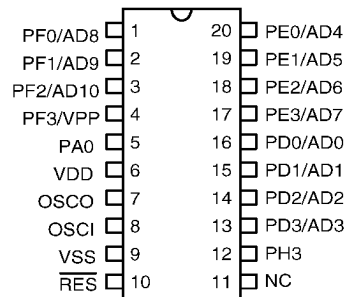 PF0/AD8 1 20 PE0/AD4
PF1/AD9 2 19 PE1/AD5
PF2/AD10 3 18 PE2/AD6
PF3/VPP 4 17 PE3/AD7
PA0 5 16 PD0/AD0
VDD 6 15 PD1/AD1
OSCO 7 14 PD2/AD2
OSCI 8 13 PD3/AD3
VSS 9 12 PH3
RES 10 11 NC